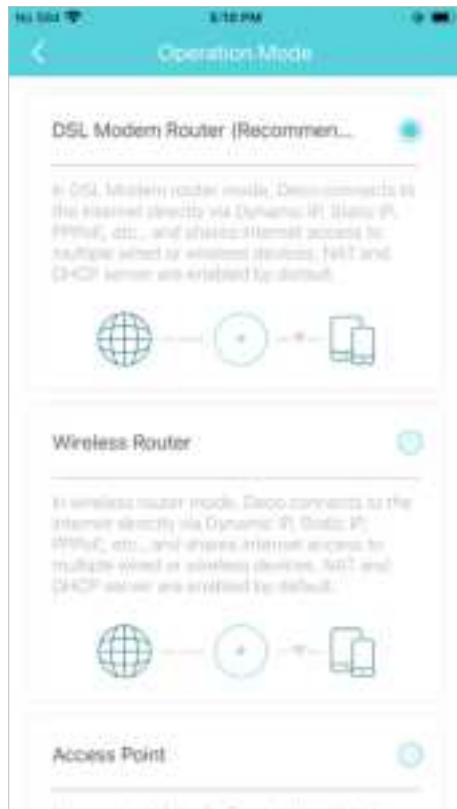 No SIM 5:10 PM
Operation Mode
DSL Modem Router (Recommen...
In DSL Modem router mode, Deco connects to
the internet directly via Dynamic IP, Static IP,
PPPoE, etc., and shares internet access to
multiple wired or wireless devices. NAT and
DHCP server are enabled by default.
Wireless Router
In wireless router mode, Deco connects to the
internet directly via Dynamic IP, Static IP,
PPPoE, etc., and shares internet access to
multiple wired or wireless devices. NAT and
DHCP server are enabled by default.
Access Point